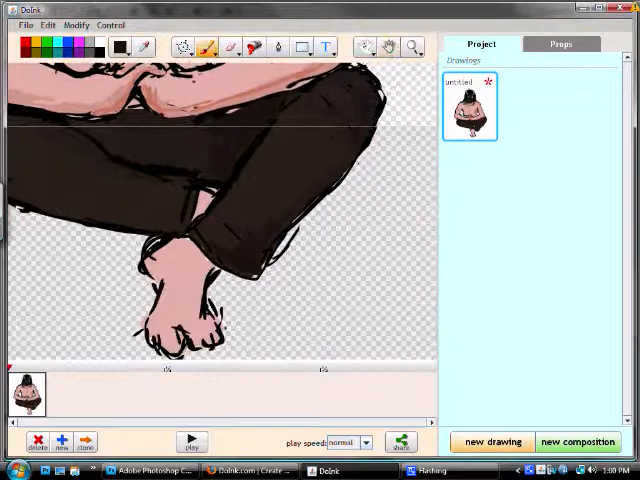 DoInk
File Edit Modify Control
T
Project Props
Drawings
untitled
delete new clone
play
play speed: normal
share
new drawing new composition
Adobe Photoshop C... DoInk.com | Create ... DoInk Flashing 1:00 PM